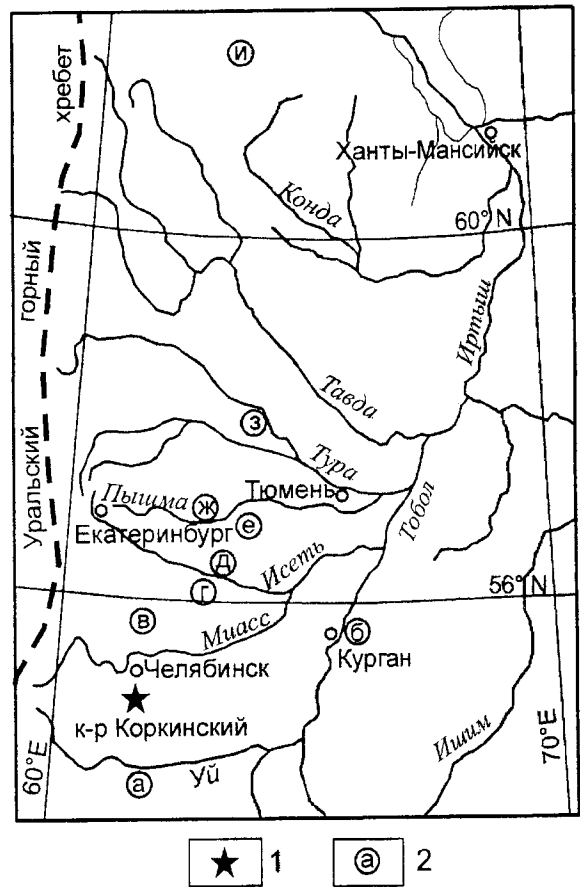 хребет
и
Ханты-Мансийск
Конда
60° N
горный
Иртыш
Тавда
з
Уральский
Тура
Тюмень
Пышма
ж
Тобол
Екатеринбург
е
д
Исеть
г
56° N
в
Миасс
б
Курган
Челябинск
к-р Коркинский
Ишим
70°E
60°E
Уй
а
1
а
2